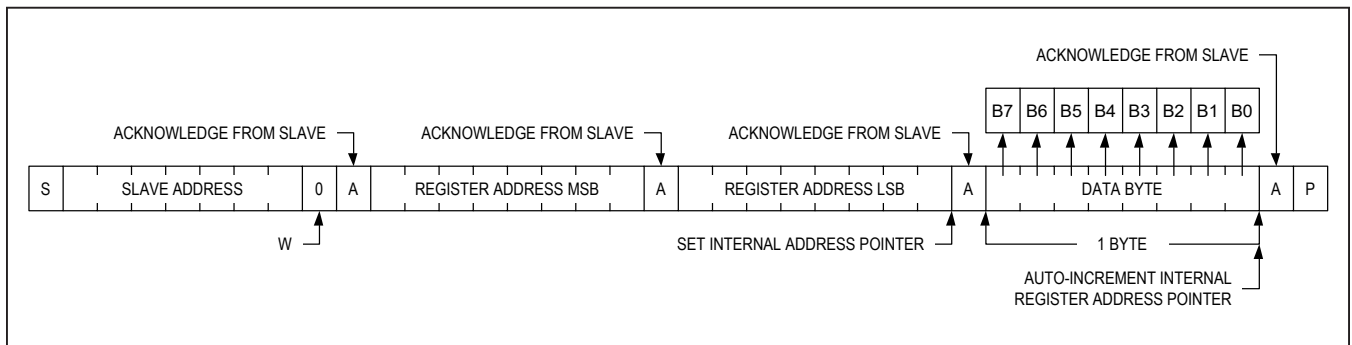 ACKNOWLEDGE FROM SLAVE
B7 B6 B5 B4 B3 B2 B1 B0
ACKNOWLEDGE FROM SLAVE ACKNOWLEDGE FROM SLAVE ACKNOWLEDGE FROM SLAVE
S SLAVE ADDRESS 0 A REGISTER ADDRESS MSB A REGISTER ADDRESS LSB A DATA BYTE A P
W SET INTERNAL ADDRESS POINTER 1 BYTE
AUTO-INCREMENT INTERNAL
REGISTER ADDRESS POINTER